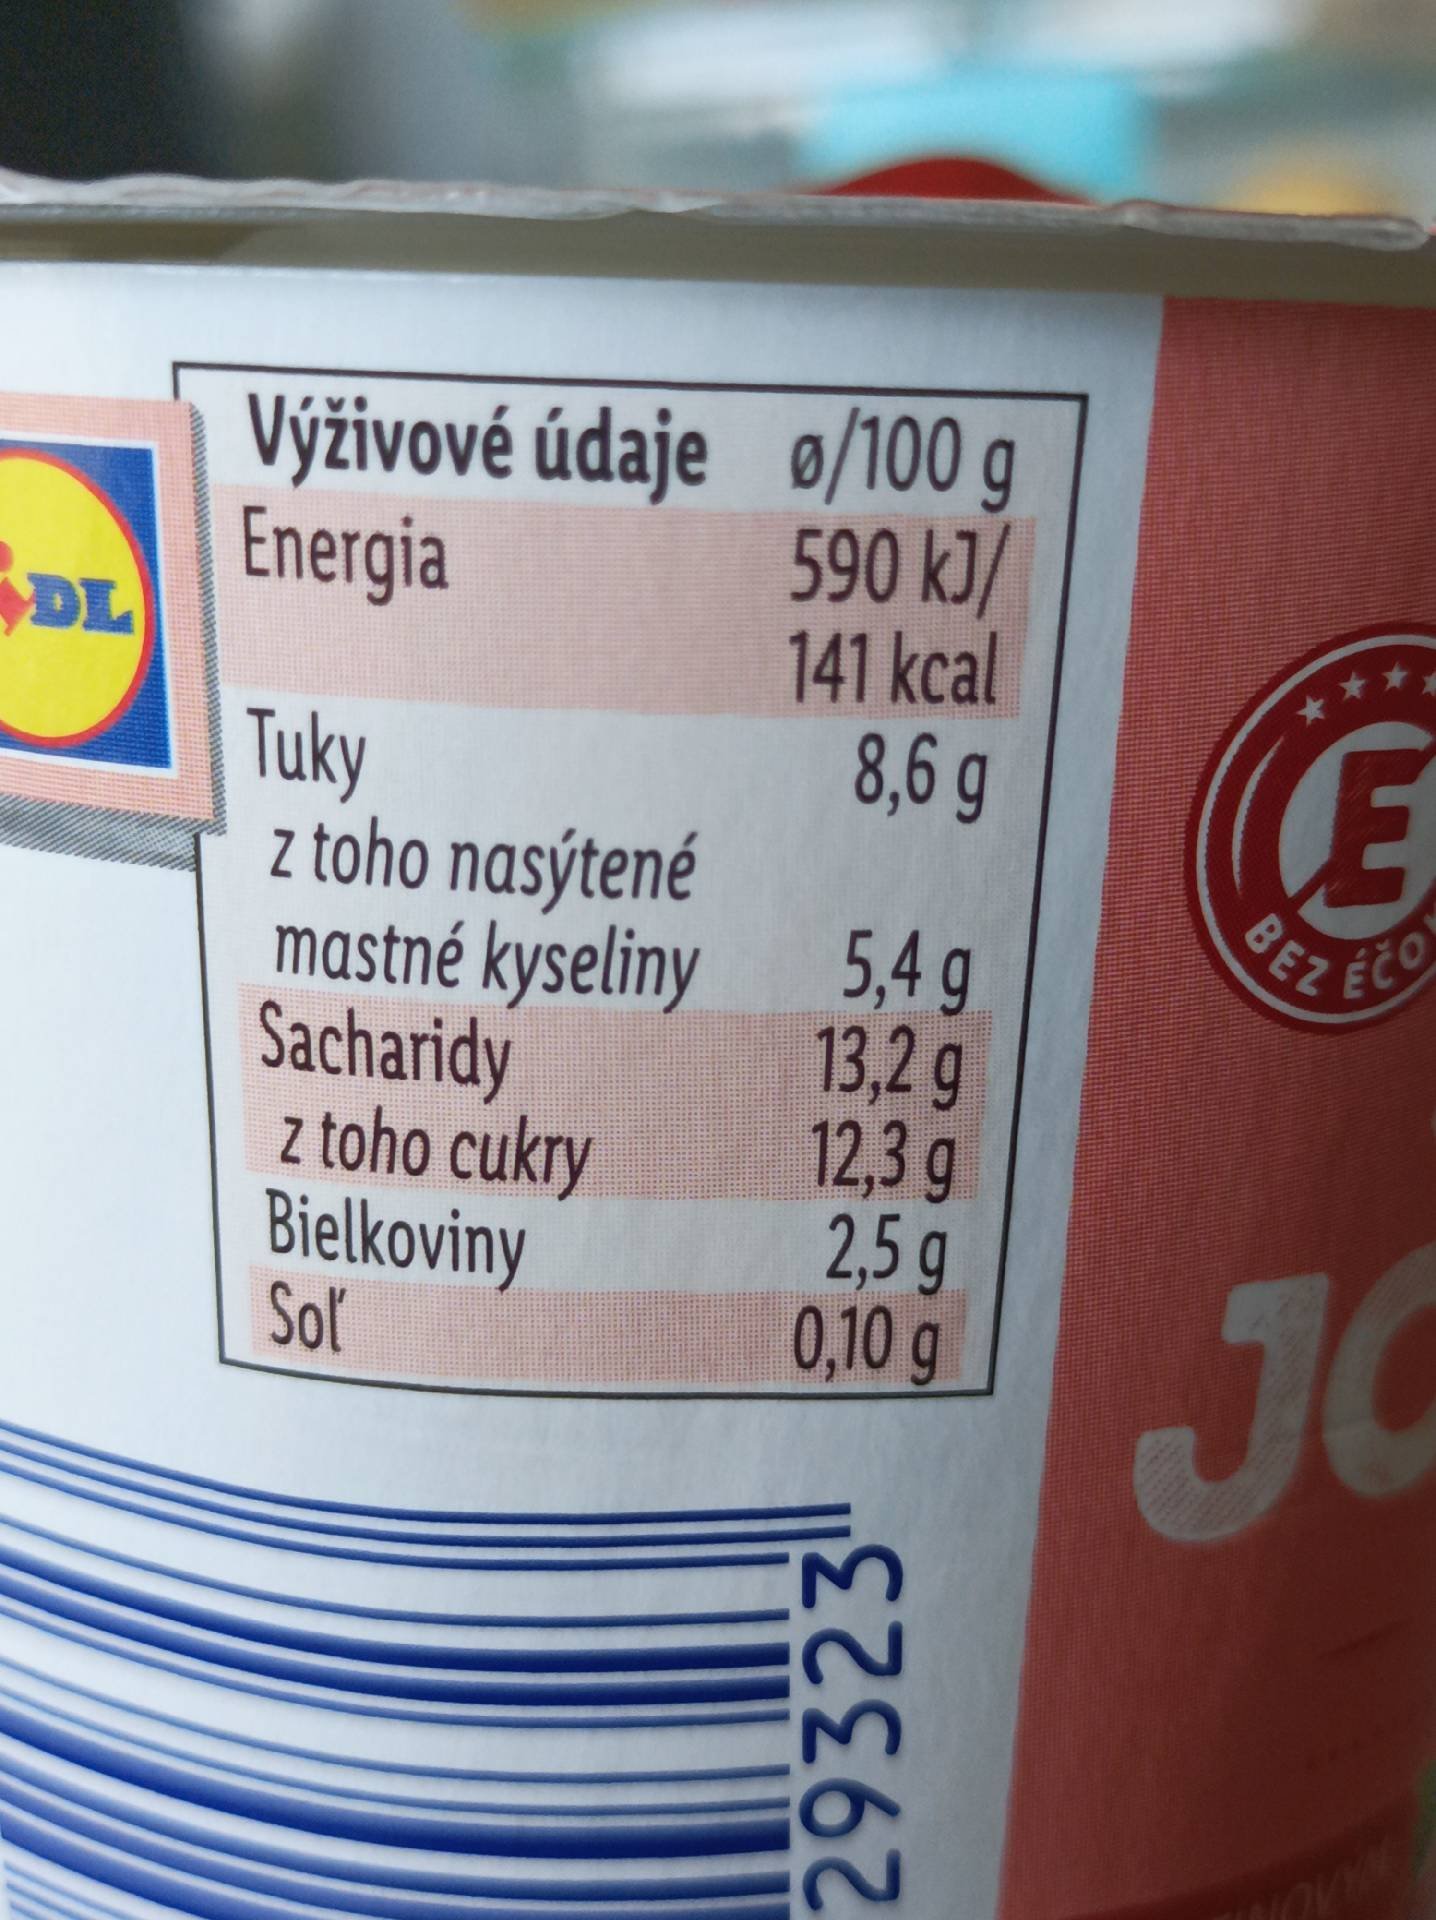 DL
Výživové údaje ø/100 g
Energia 590 kJ/
141 kcal
Tuky 8,6 g
z toho nasýtené
mastné kyseliny 5,4 g
Sacharidy 13,2 g
z toho cukry 12,3 g
Bielkoviny 2,5 g
Soľ 0,10 g
E
BEZ ÉČO
JO
29323